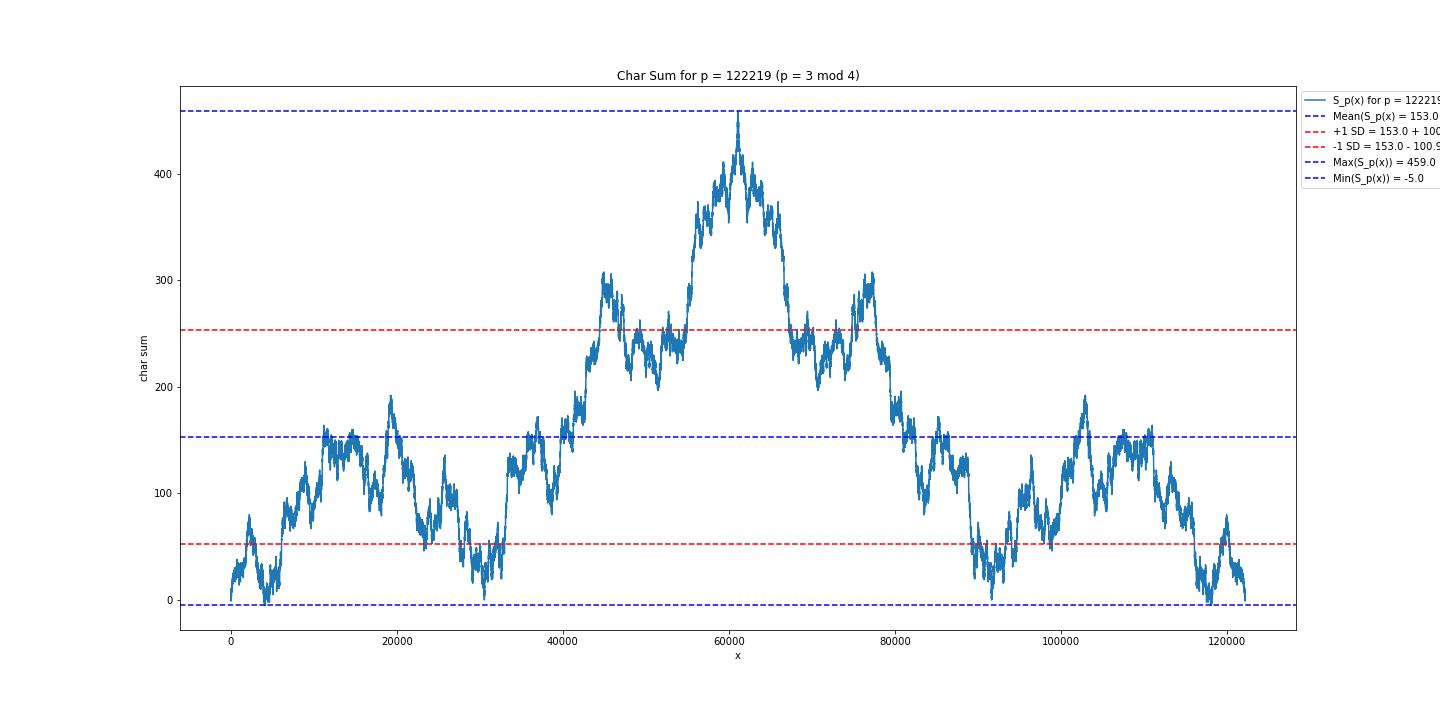 Char Sum for p = 122219 (p = 3 mod 4)
S_p(x) for p = 122219
Mean(S_p(x) = 153.0
+1 SD = 153.0 + 100
-1 SD = 153.0 - 100.9
Max(S_p(x)) = 459.0
Min(S_p(x)) = -5.0
char sum
400
300
200
100
0
0 20000 40000 60000 80000 100000 120000
x